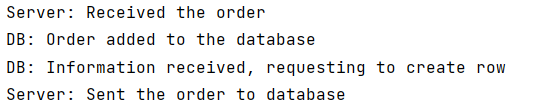 Server: Received the order
DB: Order added to the database
DB: Information received, requesting to create row
Server: Sent the order to database